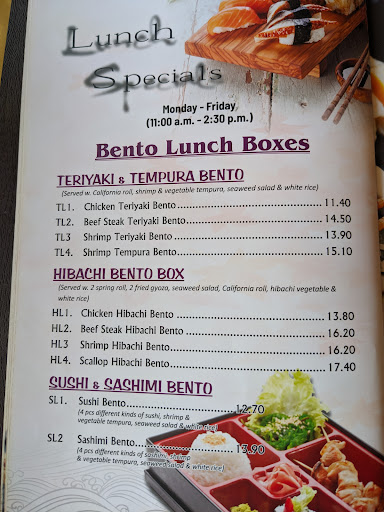 Lunch
Specials
Monday - Friday
(11:00 a.m. - 2:30 p.m.)
Bento Lunch Boxes
TERIYAKI & TEMPURA BENTO
(Served w. California roll, shrimp & vegetable tempura, seaweed salad & white rice)
TL1. Chicken Teriyaki Bento 11.40
TL2. Beef Steak Teriyaki Bento 14.50
TL3 Shrimp Teriyaki Bento 13.90
TL4. Shrimp Tempura Bento 15.10
HIBACHI BENTO BOX
(Served w. 2 spring roll, 2 fried gyoza, seaweed salad, California roll, hibachi vegetable &
white rice)
HL1. Chicken Hibachi Bento 13.80
HL2. Beef Steak Hibachi Bento 16.20
HL3 Shrimp Hibachi Bento 16.20
HL4. Scallop Hibachi Bento 17.40
SUSHI & SASHIMI BENTO
SL1. Sushi Bento 12.70
(4 pcs different kinds of sushi, shrimp &
vegetable tempura, seaweed salad & white rice)
SL2 Sashimi Bento 13.90
(4 pcs different kinds of sashimi, shrimp
& vegetable tempura, seaweed salad & white rice)